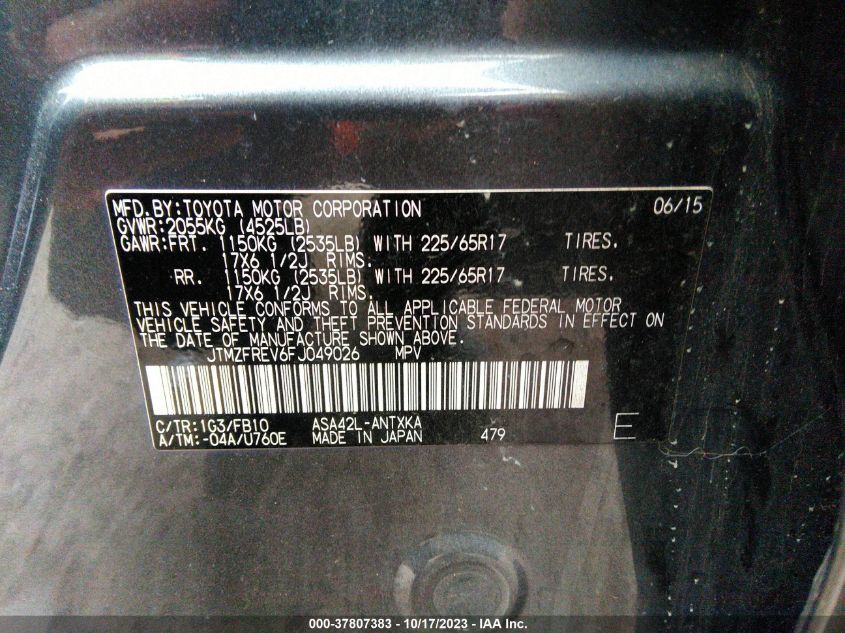 MFD.BY:TOYOTA MOTOR CORPORATION 06/15
GVWR:2055KG (4525LB)
GAWR:FRT. 1150KG (2535LB) WITH 225/65R17 TIRES.
17X6 1/2J RIMS.
RR. 1150KG (2535LB) WITH 225/65R17 TIRES.
17X6 1/2J RIMS.
THIS VEHICLE CONFORMS TO ALL APPLICABLE FEDERAL MOTOR
VEHICLE SAFETY AND THEFT PREVENTION STANDARDS IN EFFECT ON
THE DATE OF MANUFACTURE SHOWN ABOVE.
JTMZFREV6FJ049026 MPV
C/TR:1G3/FB10 ASA42L-ANTXKA
A/TM:-04A/U760E MADE IN JAPAN 479 E
000-37807383 - 10/17/2023 - IAA Inc.